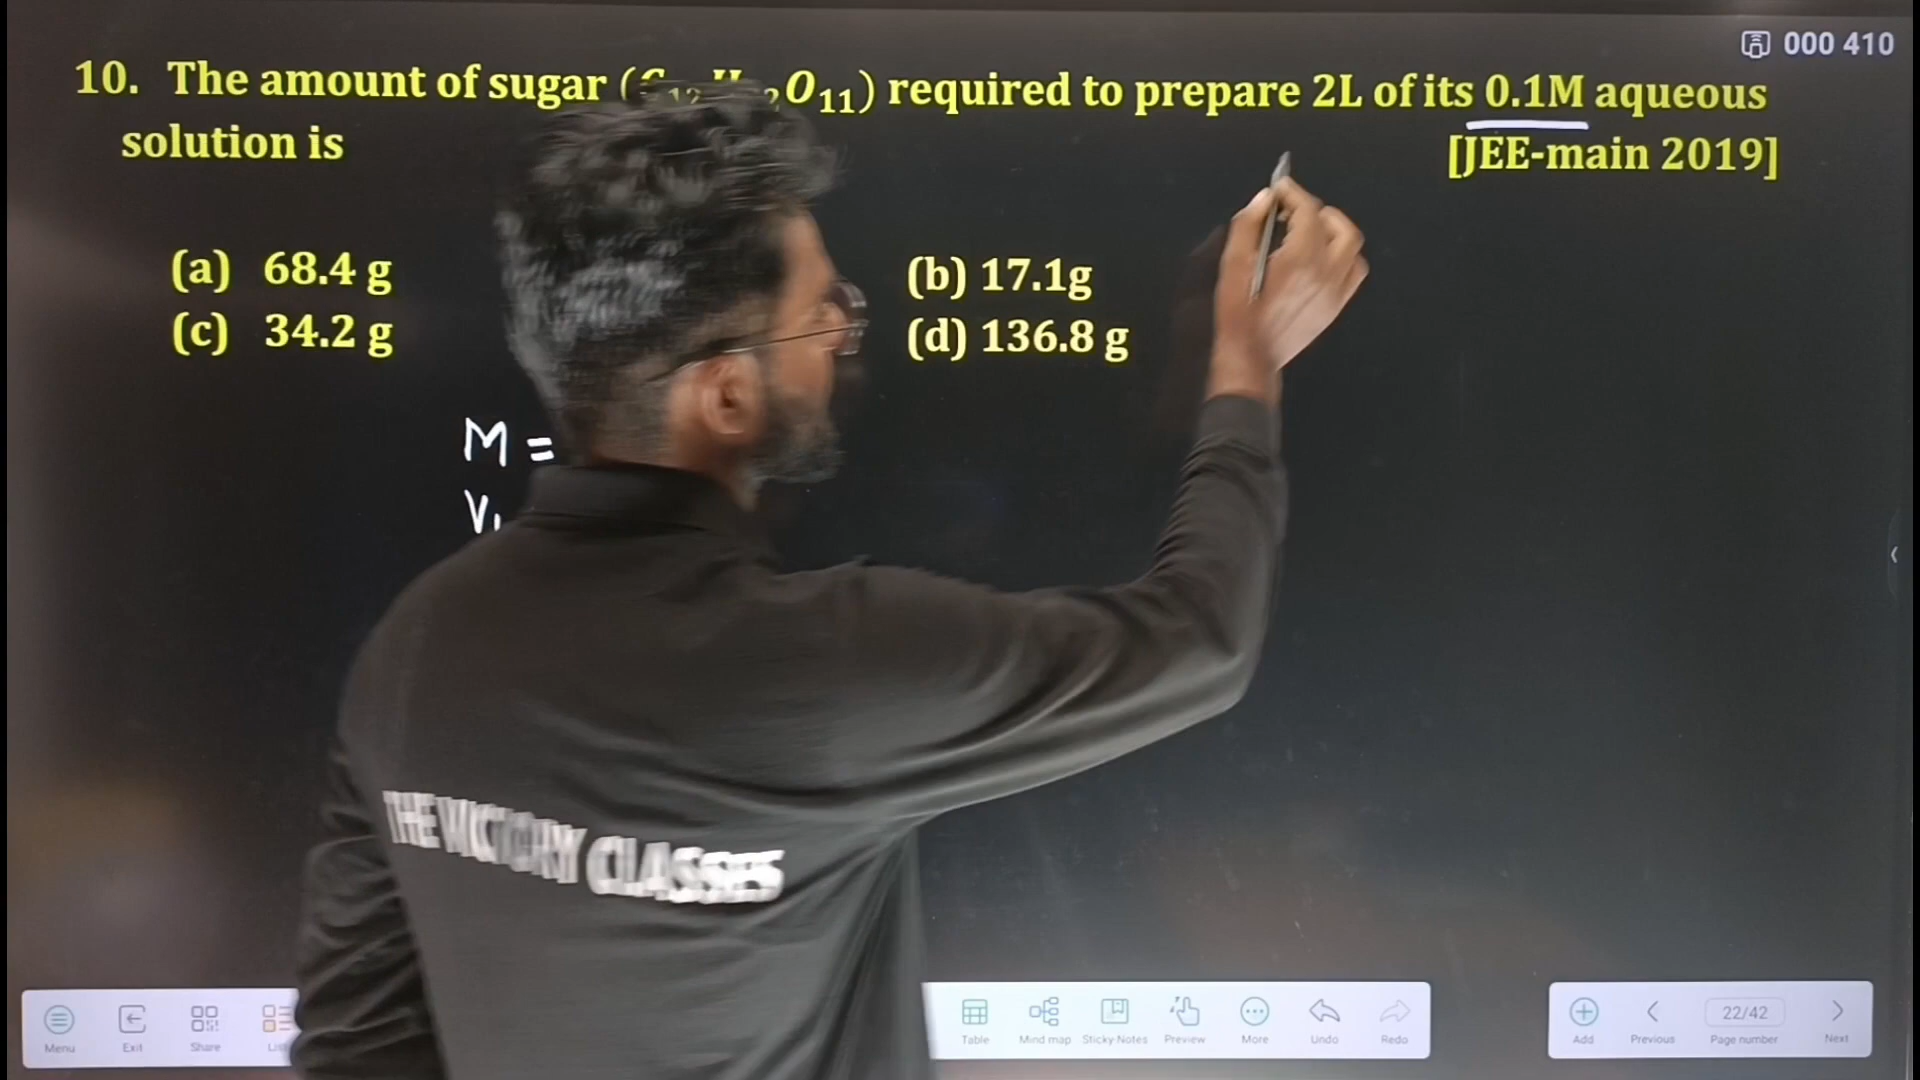 000 410
10. The amount of sugar ( O₁₁) required to prepare 2L of its 0.1M aqueous
solution is
[JEE-main 2019]
(a) 68.4 g
(b) 17.1g
(c) 34.2 g
(d) 136.8 g
M =
V₁
THE VICTORY CLASSES
Menu Exit Share Table Mind map Sticky Notes Preview More Undo Redo Add Previous 22/42 Page number Next